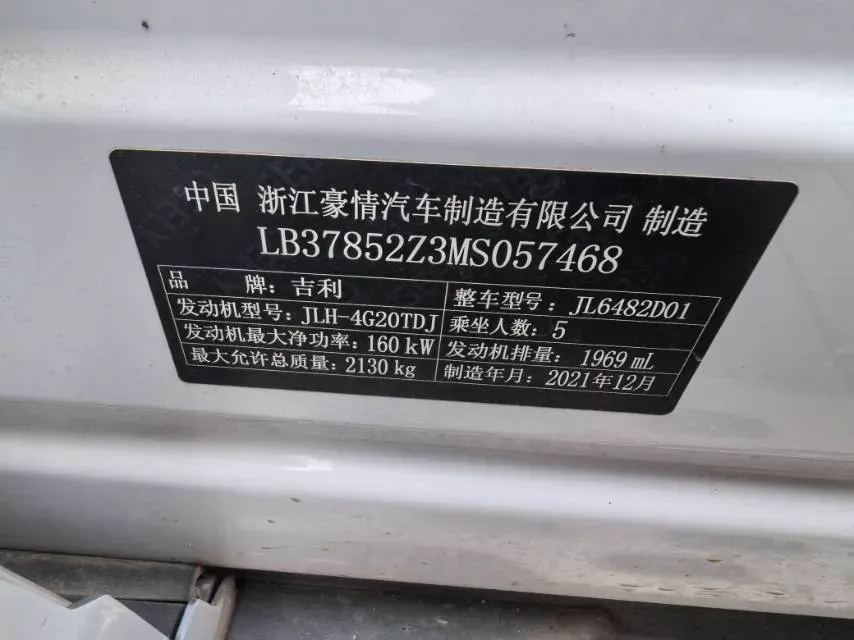 中国 浙江豪情汽车制造有限公司 制造
LB37852Z3MS057468
品 牌：吉利 整车型号：JL6482D01
发动机型号：JLH-4G20TDJ 乘坐人数：5
发动机最大净功率：160 kW 发动机排量：1969 mL
最大允许总质量：2130 kg 制造年月：2021年12月